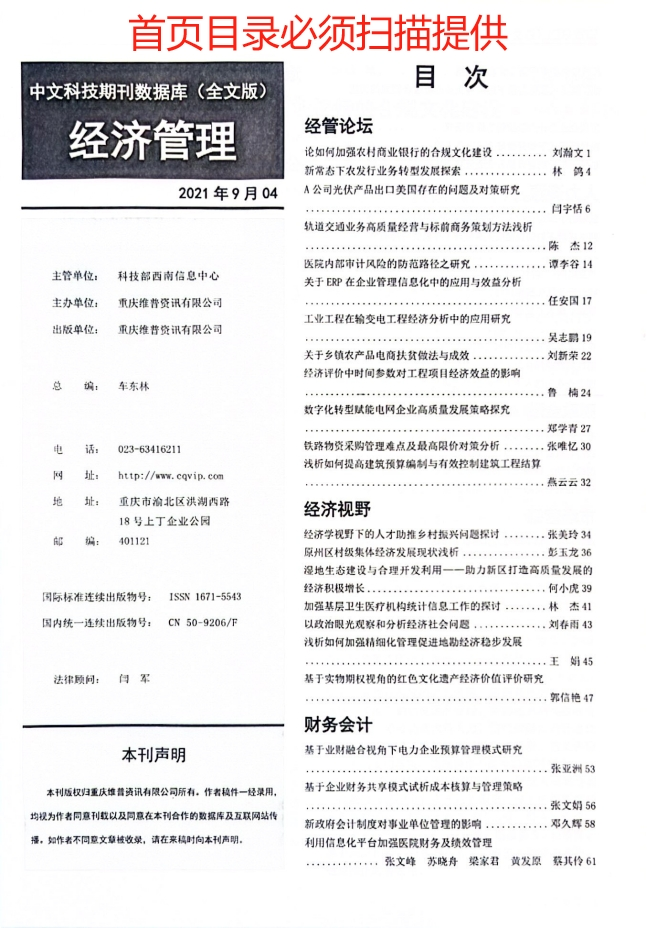 首页目录必须扫描提供
中文科技期刊数据库（全文版）
经济管理
2021 年 9 月 04
主管单位： 科技部西南信息中心
主办单位： 重庆维普资讯有限公司
出版单位： 重庆维普资讯有限公司
总 编： 车东林
电 话： 023-63416211
网 址： http://www.cqvip.com
地 址： 重庆市渝北区洪湖西路
18 号上丁企业公园
邮 编： 401121
国际标准连续出版物号： ISSN 1671-5543
国内统一连续出版物号： CN 50-9206/F
法律顾问： 闫 军
本刊声明
本刊版权归重庆维普资讯有限公司所有。作者稿件一经录用，
均视为作者同意刊载以及同意在本刊合作的数据库及互联网站传
播。如作者不同意文章被收录，请在来稿时向本刊声明。
目 次
经管论坛
论如何加强农村商业银行的合规文化建设 .......... 刘瀚文 1
新常态下农发行业务转型发展探索 ................ 林 鸽 4
A 公司光伏产品出口美国存在的问题及对策研究
.............................................. 闫宇恬 6
轨道交通业务高质量经营与标前商务策划方法浅析
.............................................. 陈 杰 12
医院内部审计风险的防范路径之研究 ............. 谭李谷 14
关于 ERP 在企业管理信息化中的应用与效益分析
.............................................. 任安国 17
工业工程在输变电工程经济分析中的应用研究
.............................................. 吴志鹏 19
关于乡镇农产品电商扶贫做法与成效 ............. 刘新荣 22
经济评价中时间参数对工程项目经济效益的影响
.............................................. 鲁 楠 24
数字化转型赋能电网企业高质量发展策略探究
.............................................. 郑学青 27
铁路物资采购管理难点及最高限价对策分析 ........ 张唯忆 30
浅析如何提高建筑预算编制与有效控制建筑工程结算
.............................................. 燕云云 32
经济视野
经济学视野下的人才助推乡村振兴问题探讨 ........ 张美玲 34
原州区村级集体经济发展现状浅析 ............... 彭玉龙 36
湿地生态建设与合理开发利用——助力新区打造高质量发展的
经济积极增长 ................................. 何小虎 39
加强基层卫生医疗机构统计信息工作的探讨 ........ 林 杰 41
以政治眼光观察和分析经济社会问题 ............. 刘春雨 43
浅析如何加强精细化管理促进地勘经济稳步发展
.............................................. 王 娟 45
基于实物期权视角的红色文化遗产经济价值评价研究
.............................................. 郭信艳 47
财务会计
基于业财融合视角下电力企业预算管理模式研究
.............................................. 张亚洲 53
基于企业财务共享模式试析成本核算与管理策略
.............................................. 张文娟 56
新政府会计制度对事业单位管理的影响 ............ 邓久辉 58
利用信息化平台加强医院财务及绩效管理
............. 张文峰 苏晓舟 梁家君 黄发原 蔡其伶 61